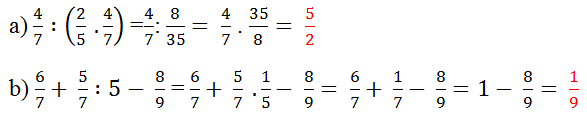 a) 4/7 : (2/5 . 4/7) = 4/7 : 8/35 = 4/7 . 35/8 = 5/2
b) 6/7 + 5/7 : 5 − 8/9 = 6/7 + 5/7 . 1/5 − 8/9 = 6/7 + 1/7 − 8/9 = 1 − 8/9 = 1/9